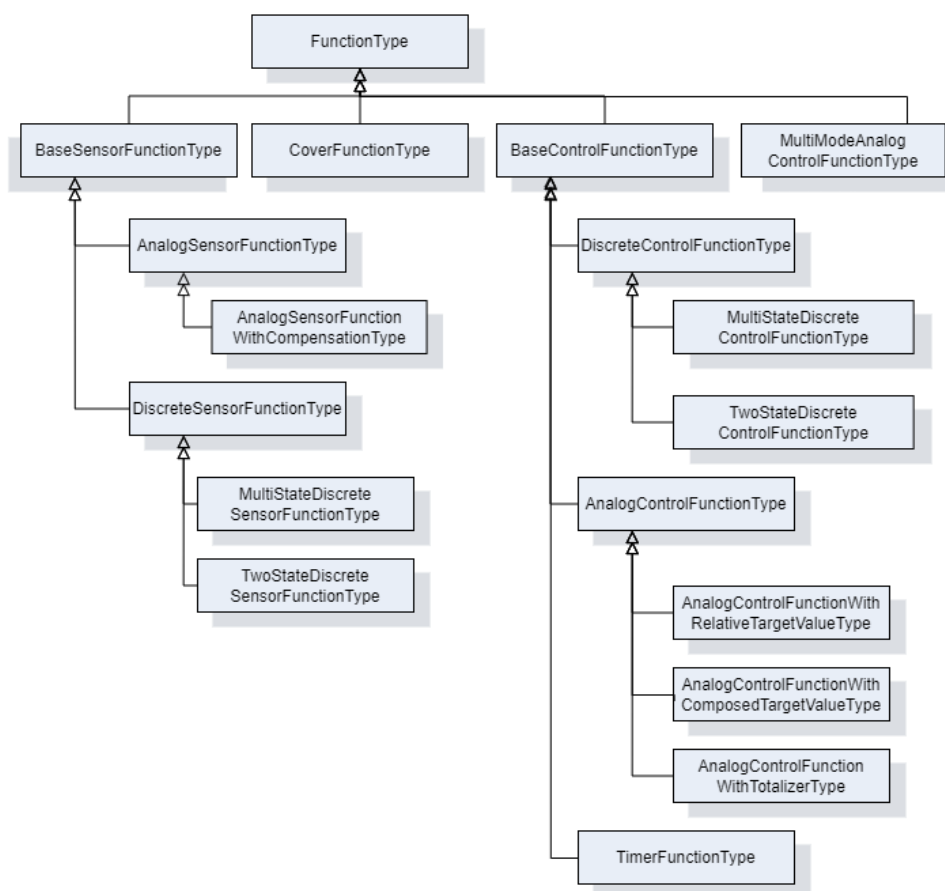 FunctionType
BaseSensorFunctionType
CoverFunctionType
BaseControlFunctionType
MultiModeAnalog
ControlFunctionType
AnalogSensorFunctionType
AnalogSensorFunction
WithCompensationType
DiscreteSensorFunctionType
MultiStateDiscrete
SensorFunctionType
TwoStateDiscrete
SensorFunctionType
DiscreteControlFunctionType
MultiStateDiscrete
ControlFunctionType
TwoStateDiscrete
ControlFunctionType
AnalogControlFunctionType
AnalogControlFunctionWith
RelativeTargetValueType
AnalogControlFunctionWith
ComposedTargetValueType
AnalogControlFunction
WithTotalizerType
TimerFunctionType